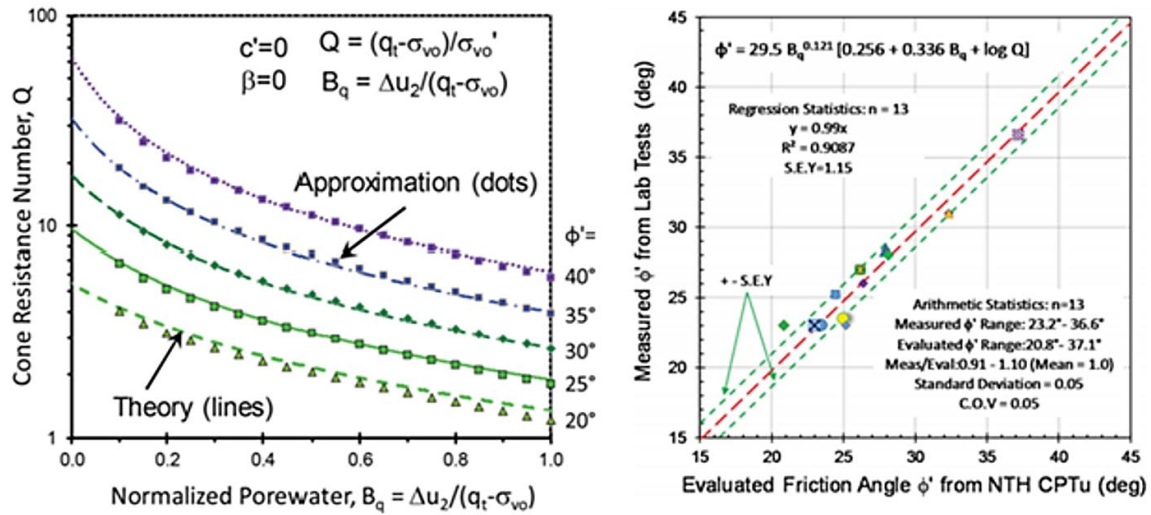 100
10
1
Cone Resistance Number, Q
c'=0
β=0
Q = (qt-σvo)/σvo'
Bq = Δu2/(qt-σvo)
Approximation (dots)
Theory (lines)
ϕ'=
40°
35°
30°
25°
20°
0.0 0.2 0.4 0.6 0.8 1.0
Normalized Porewater, Bq = Δu2/(qt-σvo)
45
40
35
30
25
20
15
Measured ϕ' from Lab Tests (deg)
ϕ' = 29.5 Bq^0.121 [0.256 + 0.336 Bq + log Q]
Regression Statistics: n = 13
y = 0.99x
R² = 0.9087
S.E.Y=1.15
+ - S.E.Y
Arithmetic Statistics: n=13
Measured ϕ' Range: 23.2°- 36.6°
Evaluated ϕ' Range:20.8°- 37.1°
Meas/Eval:0.91 - 1.10 (Mean = 1.0)
Standard Deviation = 0.05
C.O.V = 0.05
15 20 25 30 35 40 45
Evaluated Friction Angle ϕ' from NTH CPTu (deg)